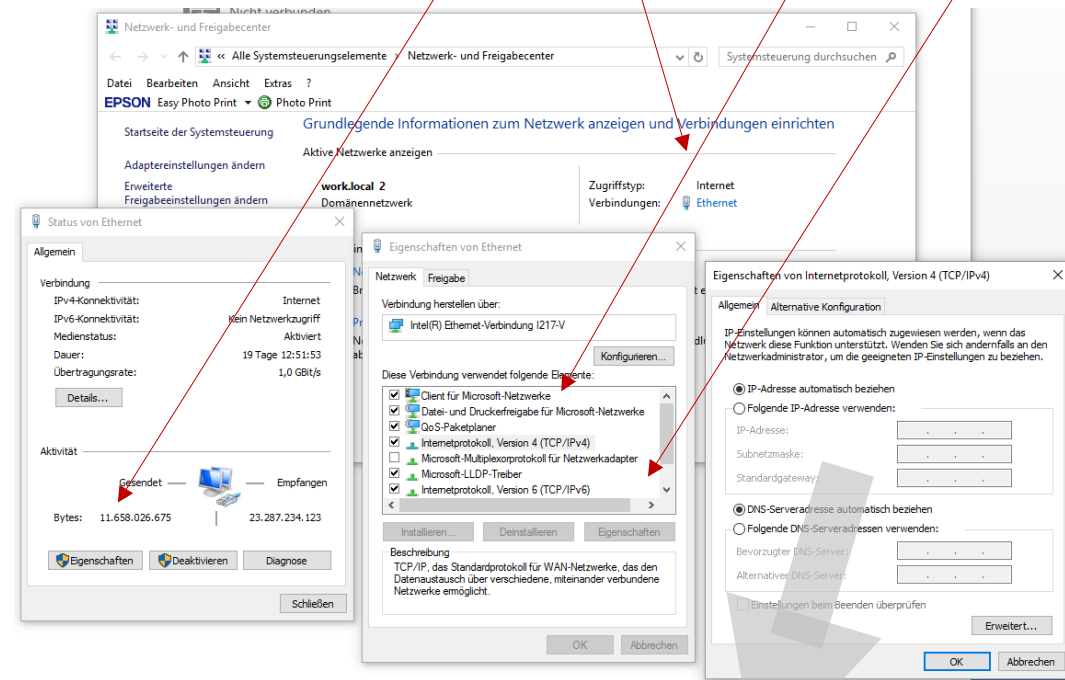 Nicht verbunden
Netzwerk- und Freigabecenter
« Alle Systemsteuerungselemente › Netzwerk- und Freigabecenter
Systemsteuerung durchsuchen
Datei Bearbeiten Ansicht Extras ?
EPSON Easy Photo Print Photo Print
Startseite der Systemsteuerung
Adaptereinstellungen ändern
Erweiterte
Freigabeeinstellungen ändern
Grundlegende Informationen zum Netzwerk anzeigen und Verbindungen einrichten
Aktive Netzwerke anzeigen
work.local 2
Domänennetzwerk
Zugriffstyp: Internet
Verbindungen: Ethernet
Status von Ethernet
Allgemein
Verbindung
IPv4-Konnektivität: Internet
IPv6-Konnektivität: Kein Netzwerkzugriff
Medienstatus: Aktiviert
Dauer: 19 Tage 12:51:53
Übertragungsrate: 1,0 GBit/s
Details...
Aktivität
Gesendet Empfangen
Bytes: 11.658.026.675 23.287.234.123
Eigenschaften Deaktivieren Diagnose
Schließen
Eigenschaften von Ethernet
Netzwerk Freigabe
Verbindung herstellen über:
Intel(R) Ethernet-Verbindung I217-V
Konfigurieren...
Diese Verbindung verwendet folgende Elemente:
Client für Microsoft-Netzwerke
Datei- und Druckerfreigabe für Microsoft-Netzwerke
QoS-Paketplaner
Internetprotokoll, Version 4 (TCP/IPv4)
Microsoft-Multiplexorprotokoll für Netzwerkadapter
Microsoft-LLDP-Treiber
Internetprotokoll, Version 6 (TCP/IPv6)
Installieren... Deinstallieren Eigenschaften
Beschreibung
TCP/IP, das Standardprotokoll für WAN-Netzwerke, das den
Datenaustausch über verschiedene, miteinander verbundene
Netzwerke ermöglicht.
OK Abbrechen
Eigenschaften von Internetprotokoll, Version 4 (TCP/IPv4)
Allgemein Alternative Konfiguration
IP-Einstellungen können automatisch zugewiesen werden, wenn das
Netzwerk diese Funktion unterstützt. Wenden Sie sich andernfalls an den
Netzwerkadministrator, um die geeigneten IP-Einstellungen zu beziehen.
IP-Adresse automatisch beziehen
Folgende IP-Adresse verwenden:
IP-Adresse:
Subnetzmaske:
Standardgateway:
DNS-Serveradresse automatisch beziehen
Folgende DNS-Serveradressen verwenden:
Bevorzugter DNS-Server:
Alternativer DNS-Server:
Einstellungen beim Beenden überprüfen
Erweitert...
OK Abbrechen